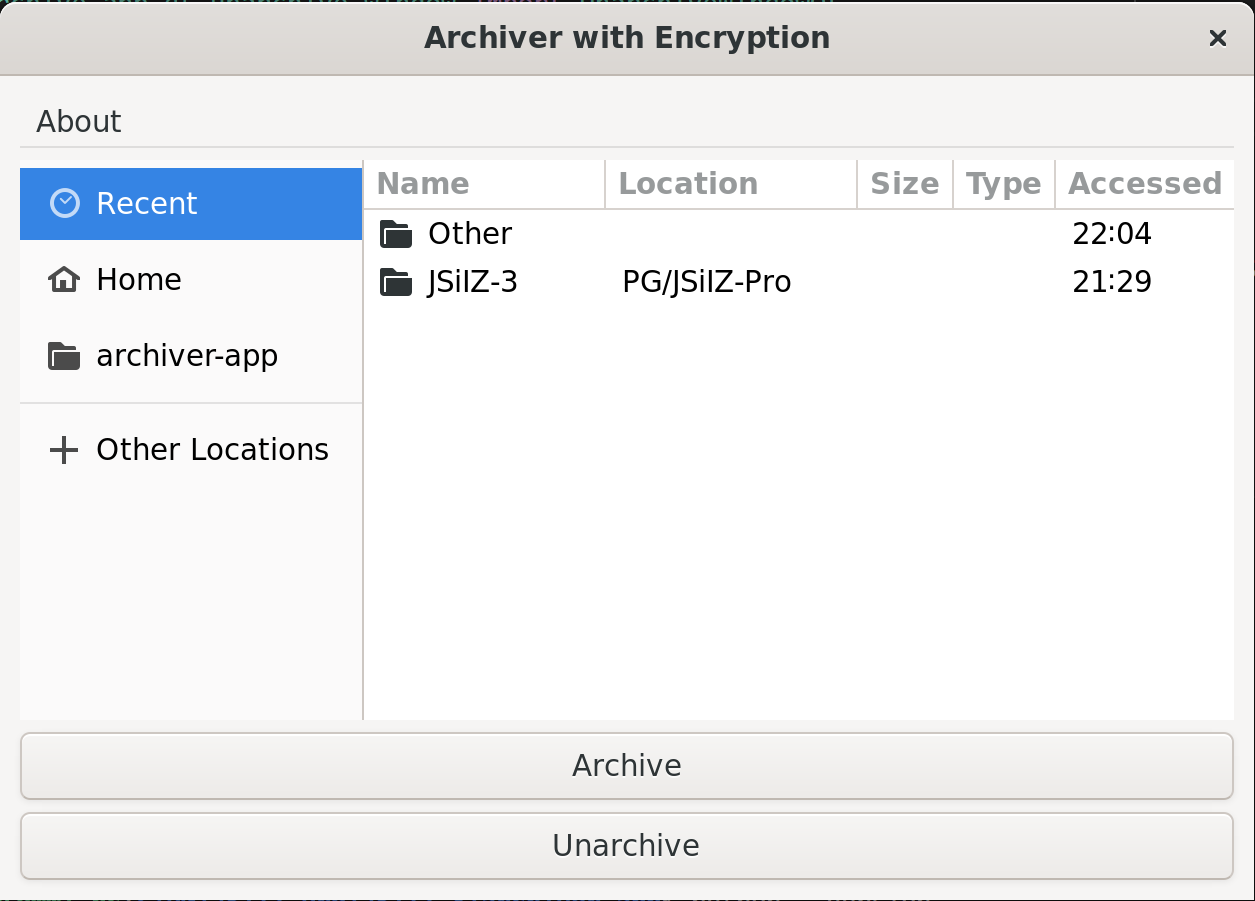 Archiver with Encryption
About
Recent
Home
archiver-app
Other Locations
Name Location Size Type Accessed
Other 22:04
JSiIZ-3 PG/JSiIZ-Pro 21:29
Archive
Unarchive